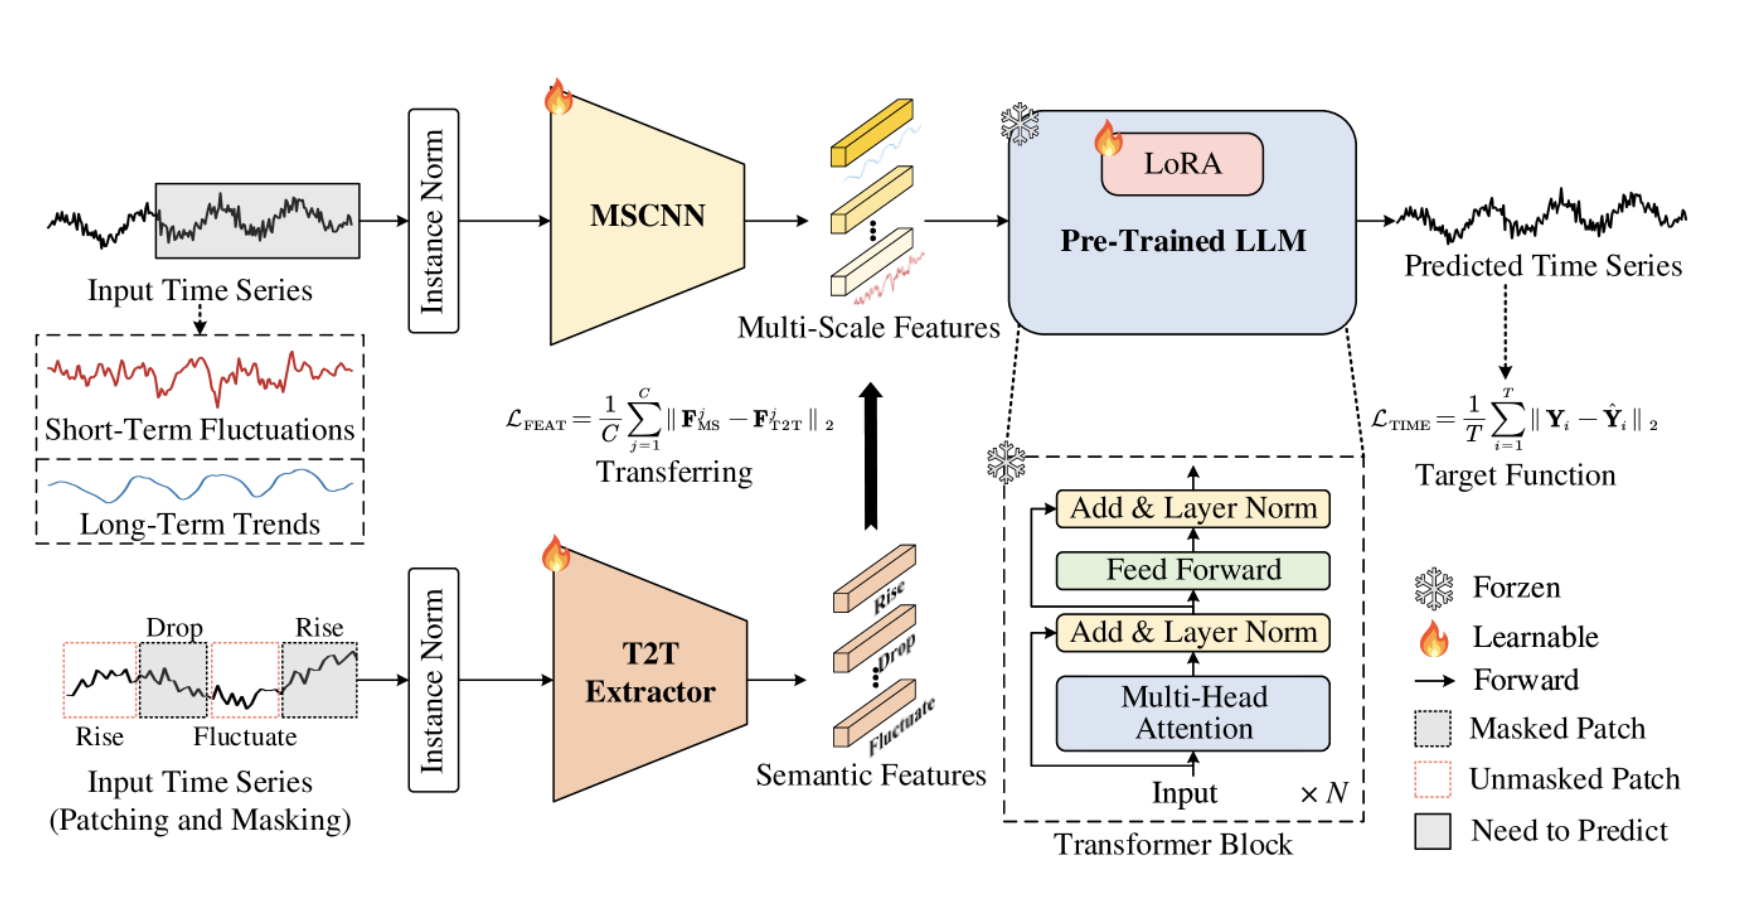 Input Time Series
Short-Term Fluctuations
Long-Term Trends
Instance Norm
MSCNN
Multi-Scale Features
LoRA
Pre-Trained LLM
Predicted Time Series
$\mathcal{L}_{\text{FEAT}} = \frac{1}{C} \sum_{j=1}^{C} \| \mathbf{F}_{\text{MS}}^{j} - \mathbf{F}_{\text{T2T}}^{j} \|_2$
Transferring
$\mathcal{L}_{\text{TIME}} = \frac{1}{T} \sum_{i=1}^{T} \| \mathbf{Y}_i - \hat{\mathbf{Y}}_i \|_2$
Target Function
Drop
Rise
Rise
Fluctuate
Input Time Series
(Patching and Masking)
Instance Norm
T2T
Extractor
Rise
Drop
Fluctuate
Semantic Features
Add & Layer Norm
Feed Forward
Add & Layer Norm
Multi-Head
Attention
Input
× N
Transformer Block
Forzen
Learnable
Forward
Masked Patch
Unmasked Patch
Need to Predict